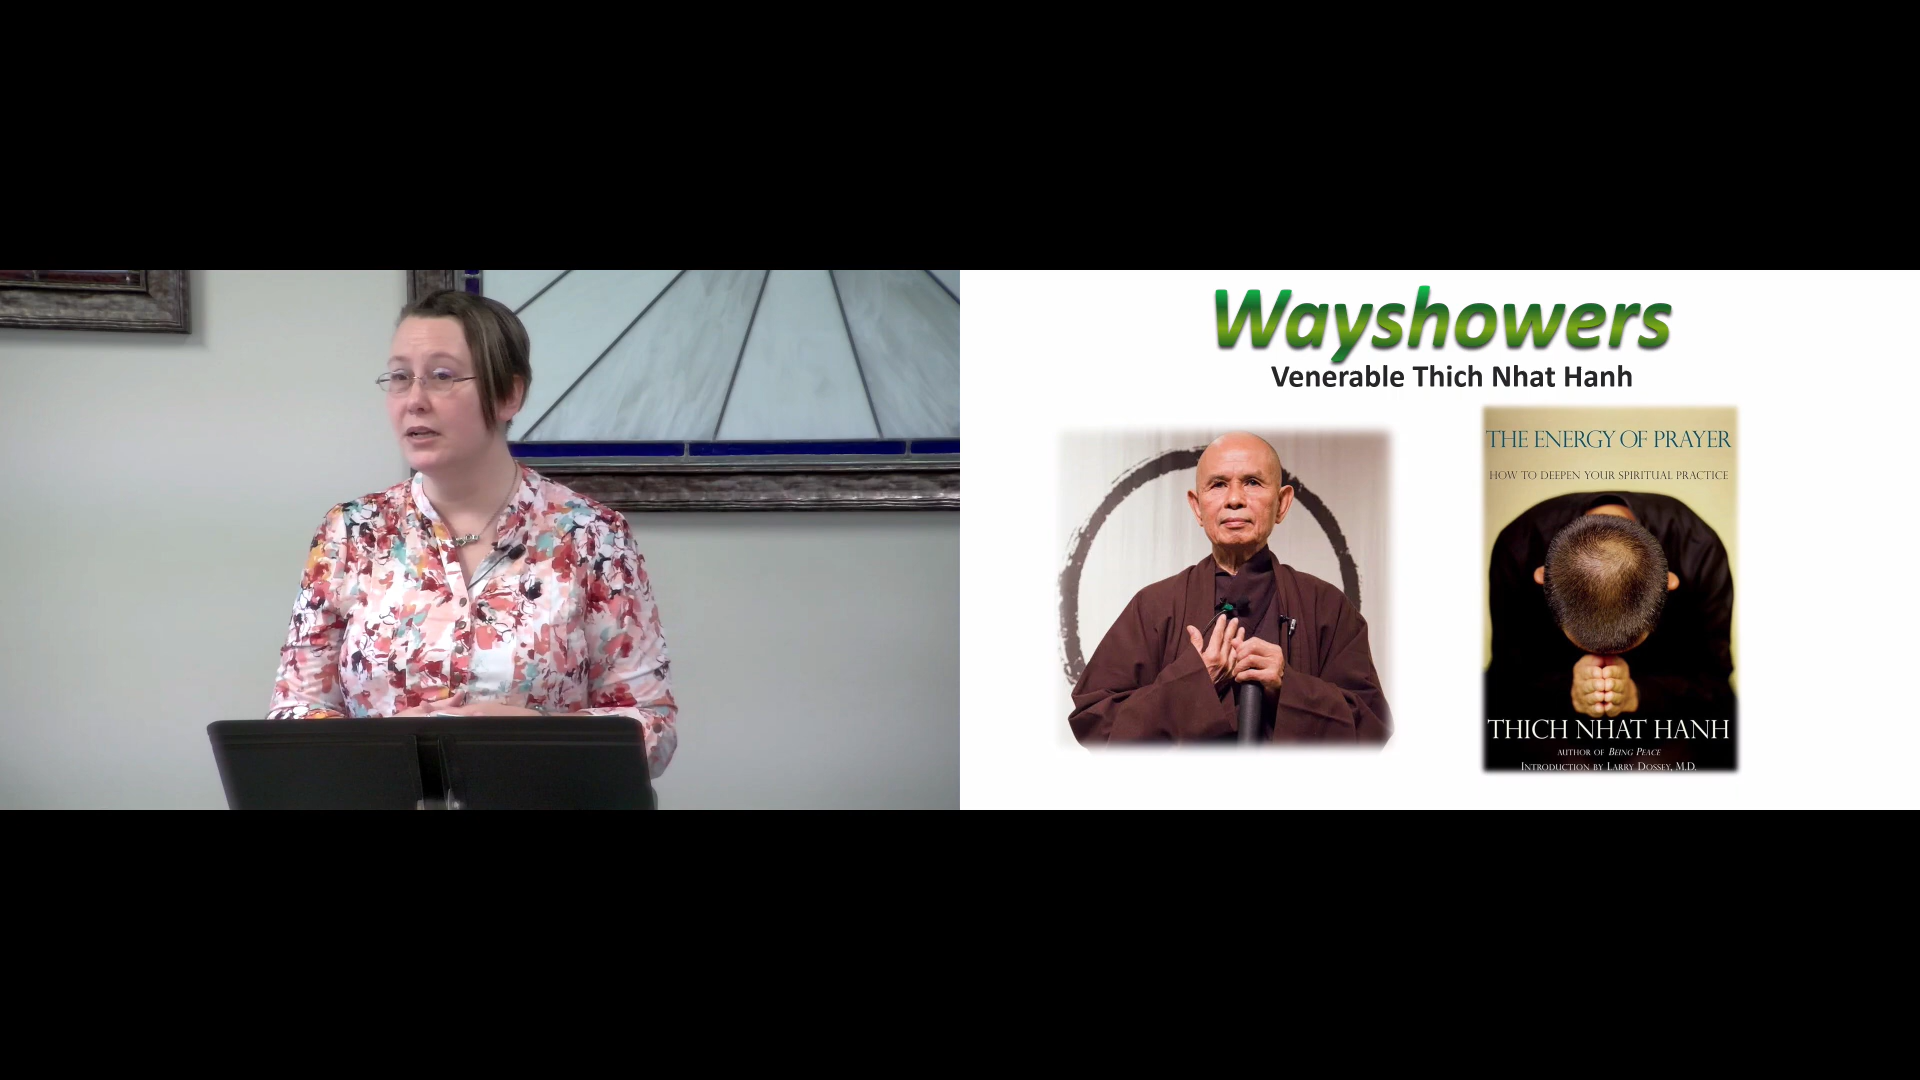 Wayshowers
Venerable Thich Nhat Hanh
THE ENERGY OF PRAYER
HOW TO DEEPEN YOUR SPIRITUAL PRACTICE
THICH NHAT HANH
AUTHOR OF BEING PEACE
INTRODUCTION BY LARRY DOSSEY, M.D.